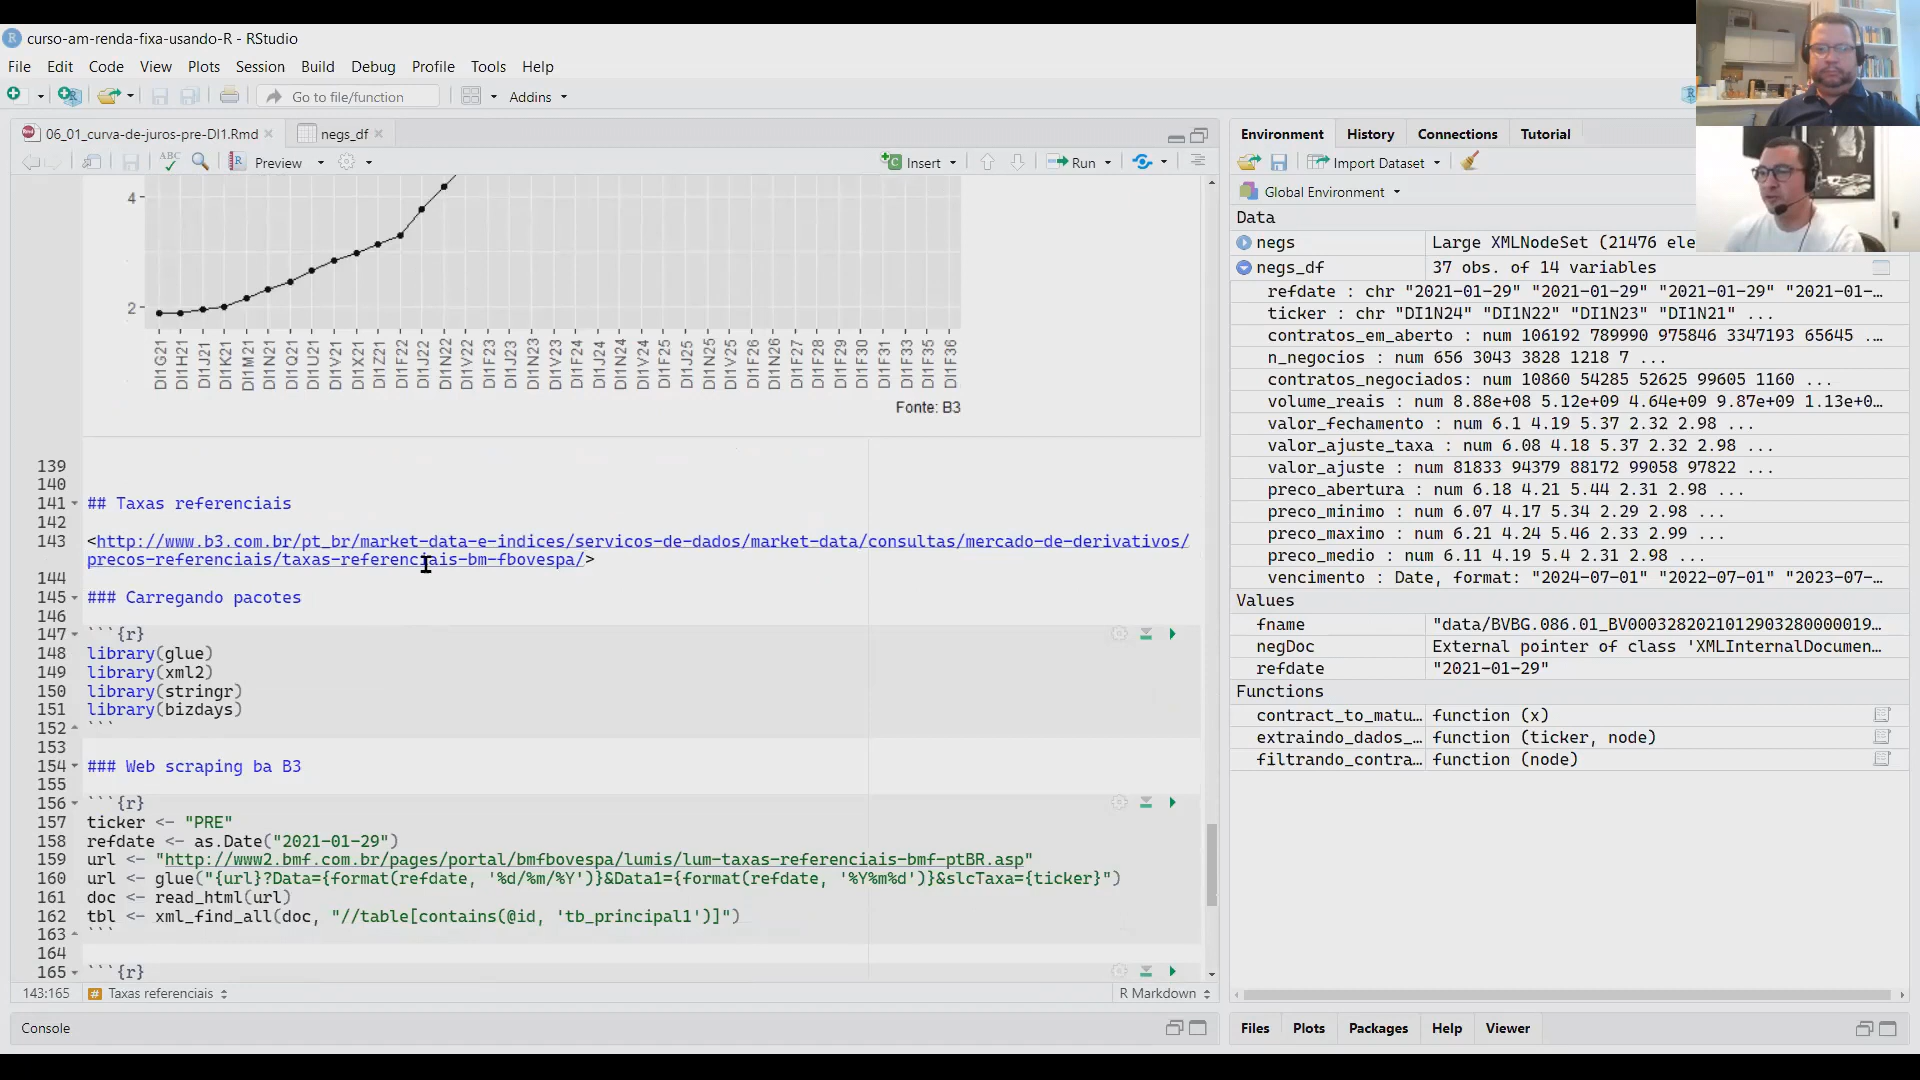 curso-am-renda-fixa-usando-R - RStudio
File Edit Code View Plots Session Build Debug Profile Tools Help
Go to file/function Addins
06_01_curva-de-juros-pre-DI1.Rmd negs_df
ABC Preview Insert Run
4
2
DI1G21 DI1H21 DI1J21 DI1K21 DI1M21 DI1N21 DI1Q21 DI1U21 DI1V21 DI1X21 DI1Z21 DI1F22 DI1J22 DI1N22 DI1V22 DI1F23 DI1J23 DI1N23 DI1V23 DI1F24 DI1J24 DI1N24 DI1V24 DI1F25 DI1J25 DI1N25 DI1V25 DI1F26 DI1N26 DI1F27 DI1F28 DI1F29 DI1F30 DI1F31 DI1F33 DI1F35 DI1F36
Fonte: B3
139
140
141 ## Taxas referenciais
142
143 <http://www.b3.com.br/pt_br/market-data-e-indices/servicos-de-dados/market-data/consultas/mercado-de-derivativos/
precos-referenciais/taxas-referenciais-bm-fbovespa/>
144
145 ### Carregando pacotes
146
147 ```{r}
148 library(glue)
149 library(xml2)
150 library(stringr)
151 library(bizdays)
152 ```
153
154 ### Web scraping ba B3
155
156 ```{r}
157 ticker <- "PRE"
158 refdate <- as.Date("2021-01-29")
159 url <- "http://www2.bmf.com.br/pages/portal/bmfbovespa/lumis/lum-taxas-referenciais-bmf-ptBR.asp"
160 url <- glue("{url}?Data={format(refdate, '%d/%m/%Y')}&Data1={format(refdate, '%Y%m%d')}&slcTaxa={ticker}")
161 doc <- read_html(url)
162 tbl <- xml_find_all(doc, "//table[contains(@id, 'tb_principal1')]")
163 ```
164
165 ```{r}
143:165 # Taxas referenciais R Markdown
Console
Environment History Connections Tutorial
Import Dataset
Global Environment
Data
negs Large XMLNodeSet (21476 ele
negs_df 37 obs. of 14 variables
refdate : chr "2021-01-29" "2021-01-29" "2021-01-29" "2021-01-…
ticker : chr "DI1N24" "DI1N22" "DI1N23" "DI1N21" ...
contratos_em_aberto : num 106192 789990 975846 3347193 65645 .…
n_negocios : num 656 3043 3828 1218 7 ...
contratos_negociados: num 10860 54285 52625 99605 1160 ...
volume_reais : num 8.88e+08 5.12e+09 4.64e+09 9.87e+09 1.13e+0…
valor_fechamento : num 6.1 4.19 5.37 2.32 2.98 ...
valor_ajuste_taxa : num 6.08 4.18 5.37 2.32 2.98 ...
valor_ajuste : num 81833 94379 88172 99058 97822 ...
preco_abertura : num 6.18 4.21 5.44 2.31 2.98 ...
preco_minimo : num 6.07 4.17 5.34 2.29 2.98 ...
preco_maximo : num 6.21 4.24 5.46 2.33 2.99 ...
preco_medio : num 6.11 4.19 5.4 2.31 2.98 ...
vencimento : Date, format: "2024-07-01" "2022-07-01" "2023-07-…
Values
fname "data/BVBG.086.01_BV0003282021012903280000019…
negDoc External pointer of class 'XMLInternalDocumen…
refdate "2021-01-29"
Functions
contract_to_matu… function (x)
extraindo_dados_… function (ticker, node)
filtrando_contra… function (node)
Files Plots Packages Help Viewer